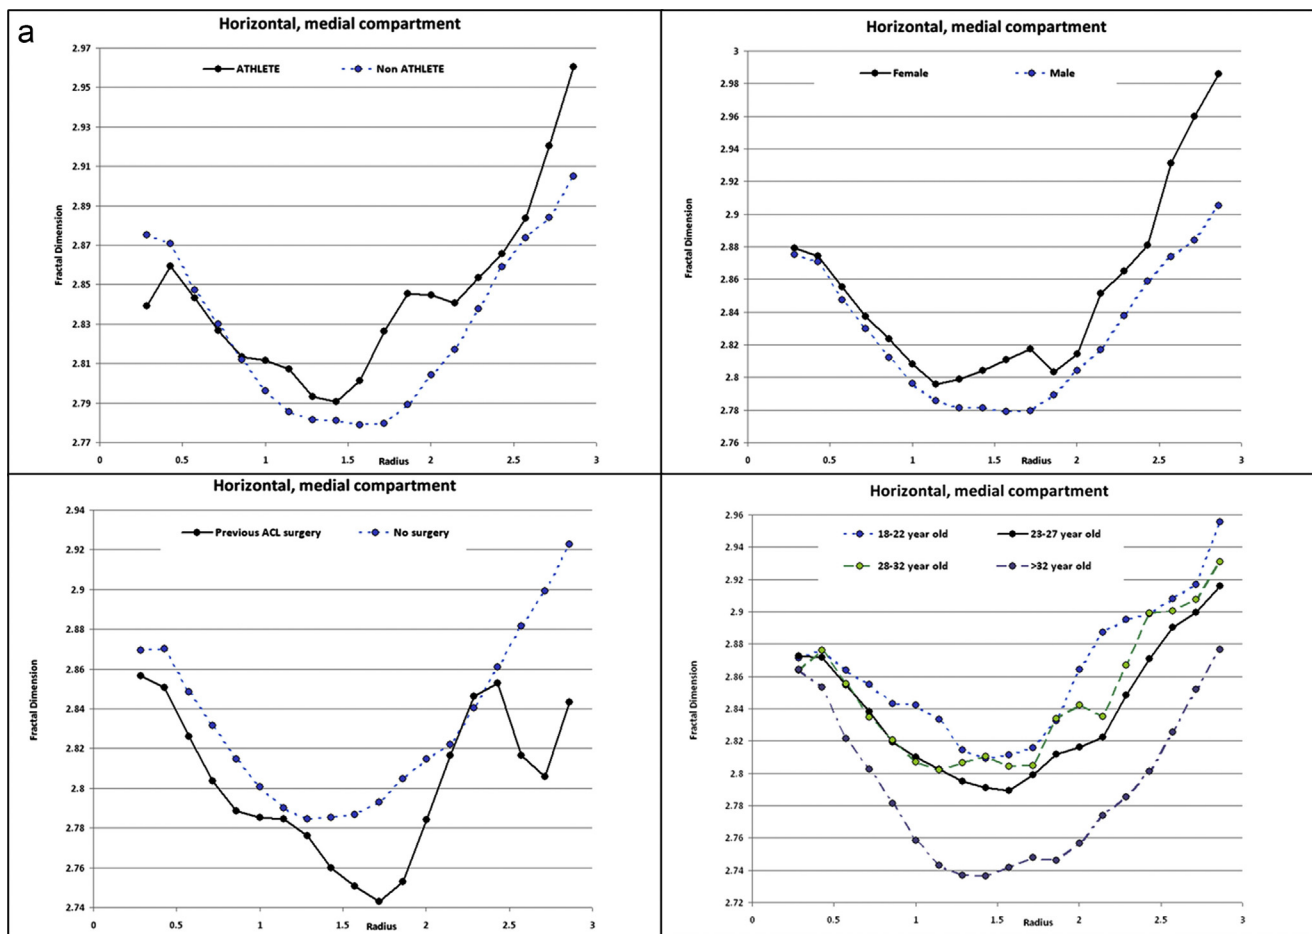 a
Horizontal, medial compartment
2.97
ATHLETE Non ATHLETE
2.95
2.93
2.91
2.89
2.87
2.85
2.83
2.81
2.79
2.77
Fractal Dimension
0 0.5 1 1.5 2 2.5 3
Radius
Horizontal, medial compartment
3
Female Male
2.98
2.96
2.94
2.92
2.9
2.88
2.86
2.84
2.82
2.8
2.78
2.76
Fractal Dimension
0 0.5 1 1.5 2 2.5 3
Radius
Horizontal, medial compartment
2.94
Previous ACL surgery No surgery
2.92
2.9
2.88
2.86
2.84
2.82
2.8
2.78
2.76
2.74
Fractal Dimension
0 0.5 1 1.5 2 2.5 3
Radius
Horizontal, medial compartment
2.96
18-22 year old 23-27 year old
2.94
28-32 year old >32 year old
2.92
2.9
2.88
2.86
2.84
2.82
2.8
2.78
2.76
2.74
2.72
Fractal Dimension
0 0.5 1 1.5 2 2.5 3
Radius